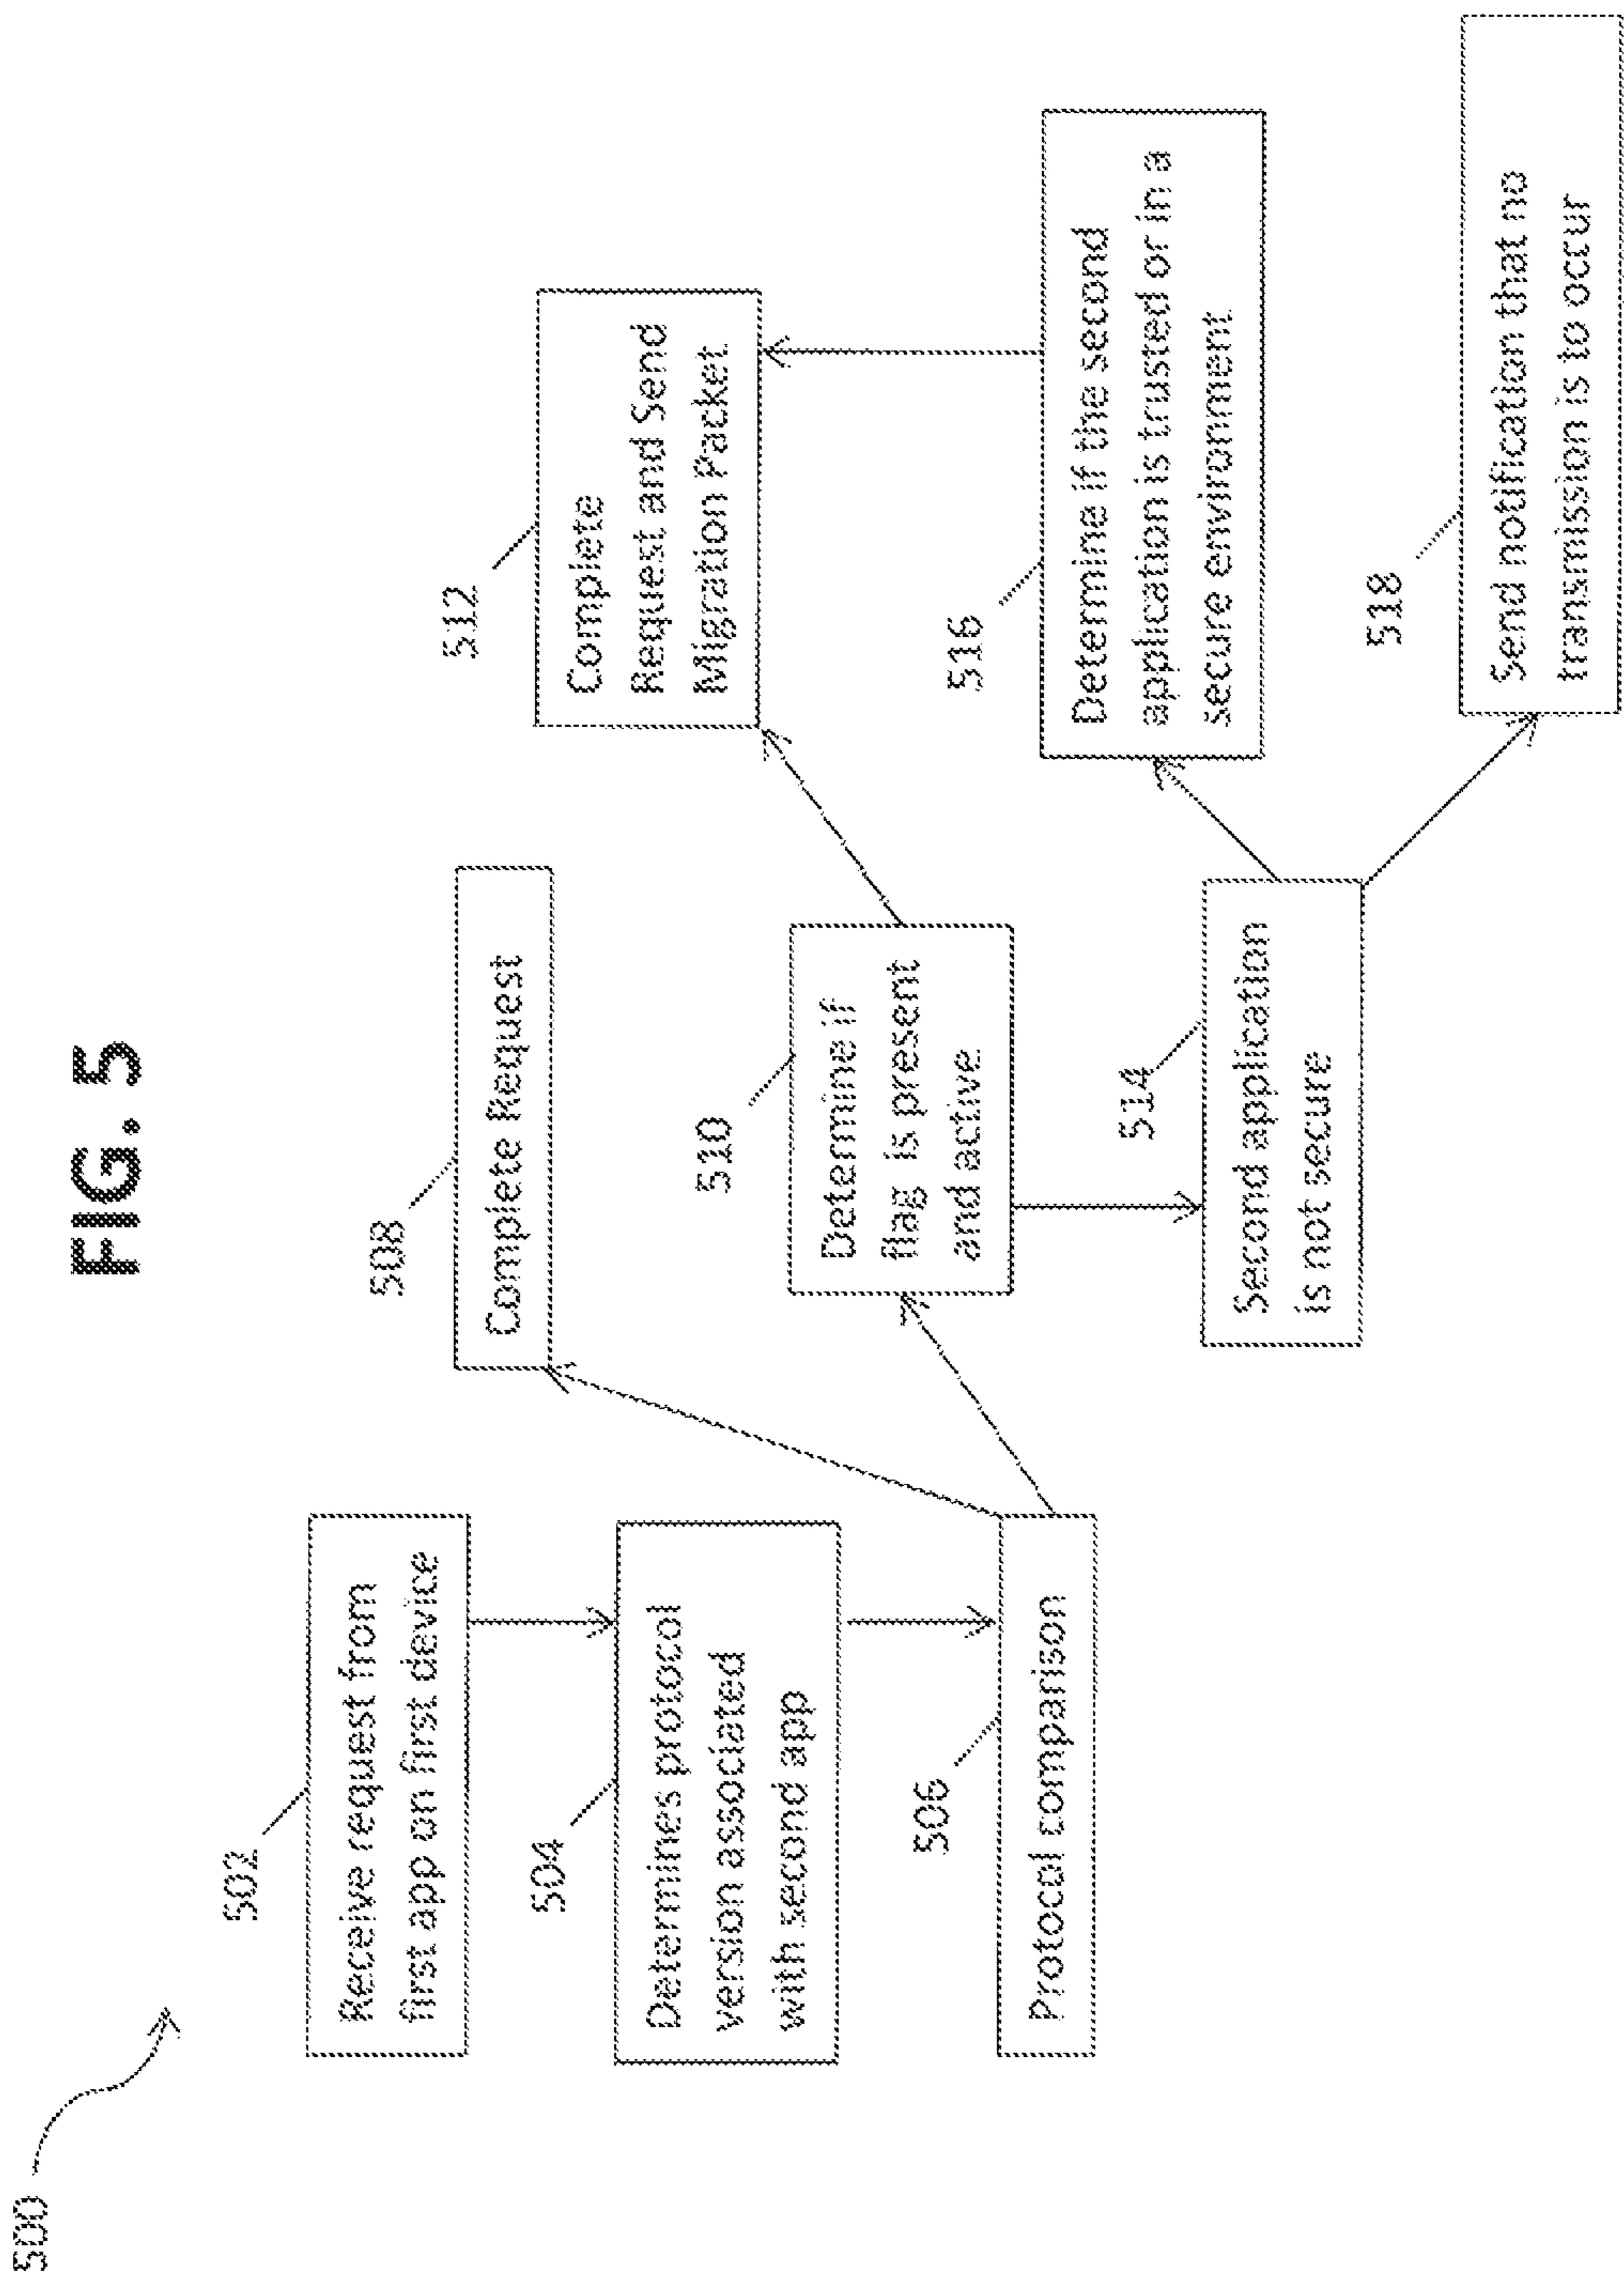 FIG. 5
500
502
Receive request from
first app on first device
504
Determines protocol
version associated
with second app
506
Protocol comparison
508
Complete Request
510
Determine if
flag is present
and active
512
Complete
Request and Send
Migration Packet
514
Second application
is not secure
516
Determine if the second
application is trusted or in a
secure environment
518
Send notification that no
transmission is to occur